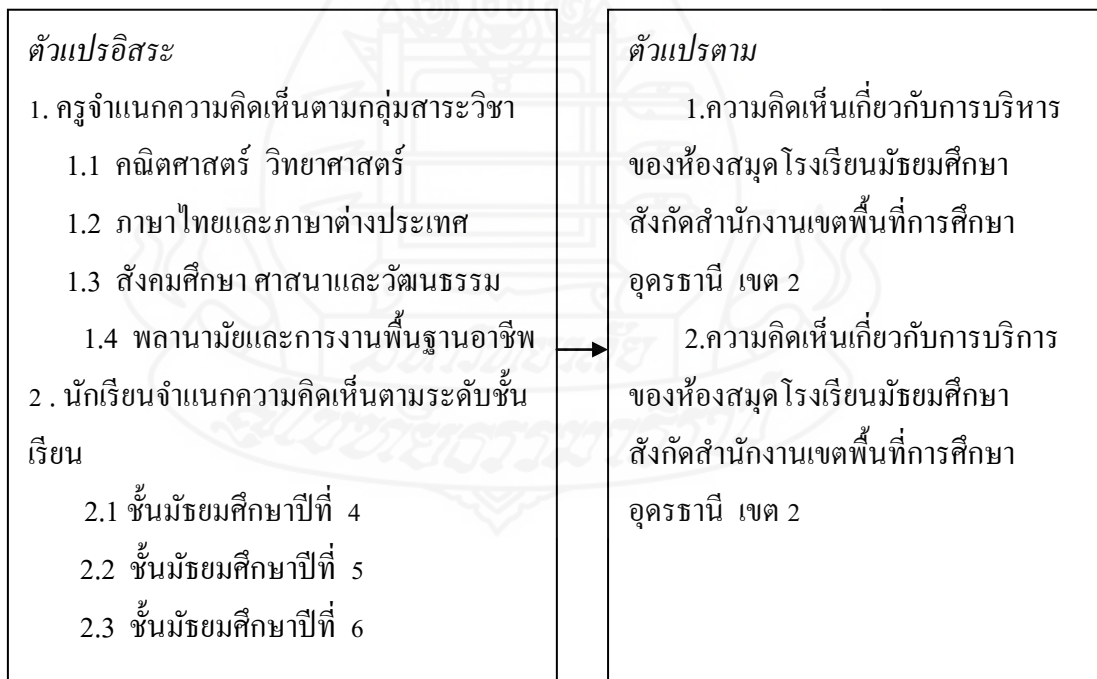 ตัวแปรอิสระ
1. ครูจำแนกความคิดเห็นตามกลุ่มสาระวิชา
1.1 คณิตศาสตร์ วิทยาศาสตร์
1.2 ภาษาไทยและภาษาต่างประเทศ
1.3 สังคมศึกษา ศาสนาและวัฒนธรรม
1.4 พลานามัยและการงานพื้นฐานอาชีพ
2 . นักเรียนจำแนกความคิดเห็นตามระดับชั้น
เรียน
2.1 ชั้นมัธยมศึกษาปีที่ 4
2.2 ชั้นมัธยมศึกษาปีที่ 5
2.3 ชั้นมัธยมศึกษาปีที่ 6
ตัวแปรตาม
1.ความคิดเห็นเกี่ยวกับการบริหาร
ของห้องสมุดโรงเรียนมัธยมศึกษา
สังกัดสำนักงานเขตพื้นที่การศึกษา
อุดรธานี เขต 2
2.ความคิดเห็นเกี่ยวกับการบริการ
ของห้องสมุดโรงเรียนมัธยมศึกษา
สังกัดสำนักงานเขตพื้นที่การศึกษา
อุดรธานี เขต 2